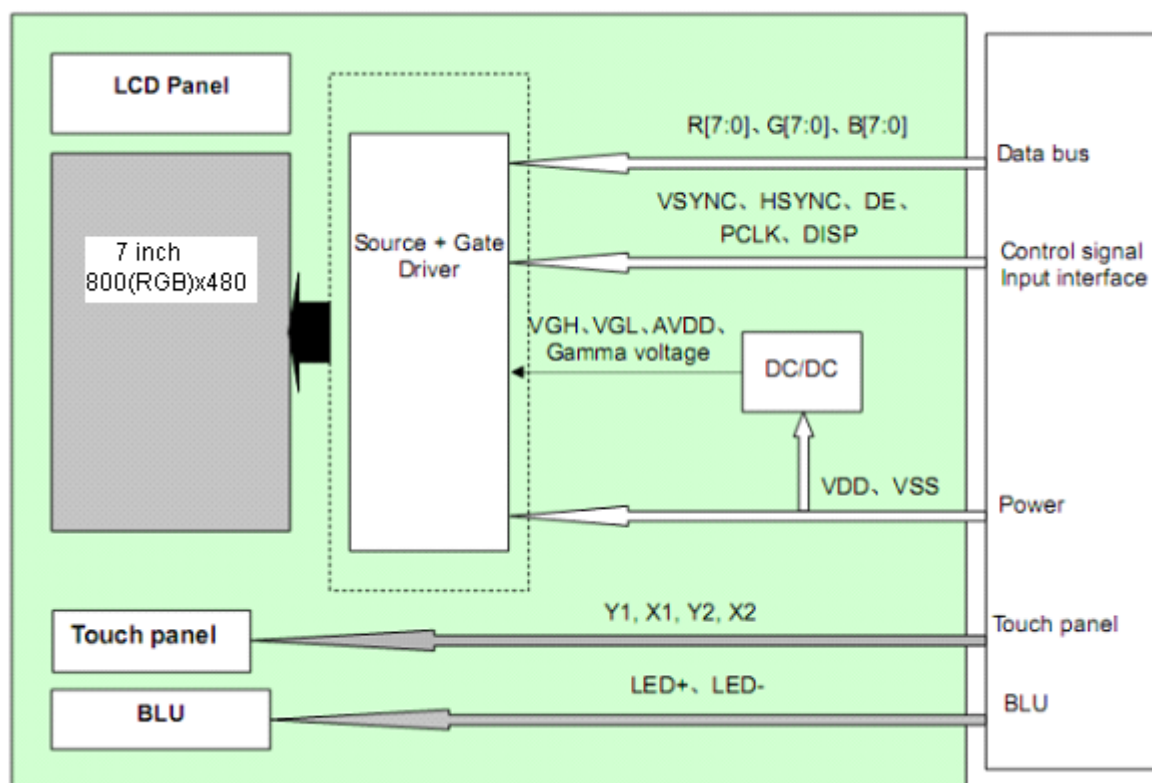 LCD Panel
7 inch
800(RGB)x480
Source + Gate
Driver
R[7:0]、G[7:0]、B[7:0]
VSYNC、HSYNC、DE、
PCLK、DISP
VGH、VGL、AVDD、
Gamma voltage
DC/DC
VDD、VSS
Data bus
Control signal
Input interface
Power
Touch panel
Y1, X1, Y2, X2
Touch panel
BLU
LED+、LED-
BLU